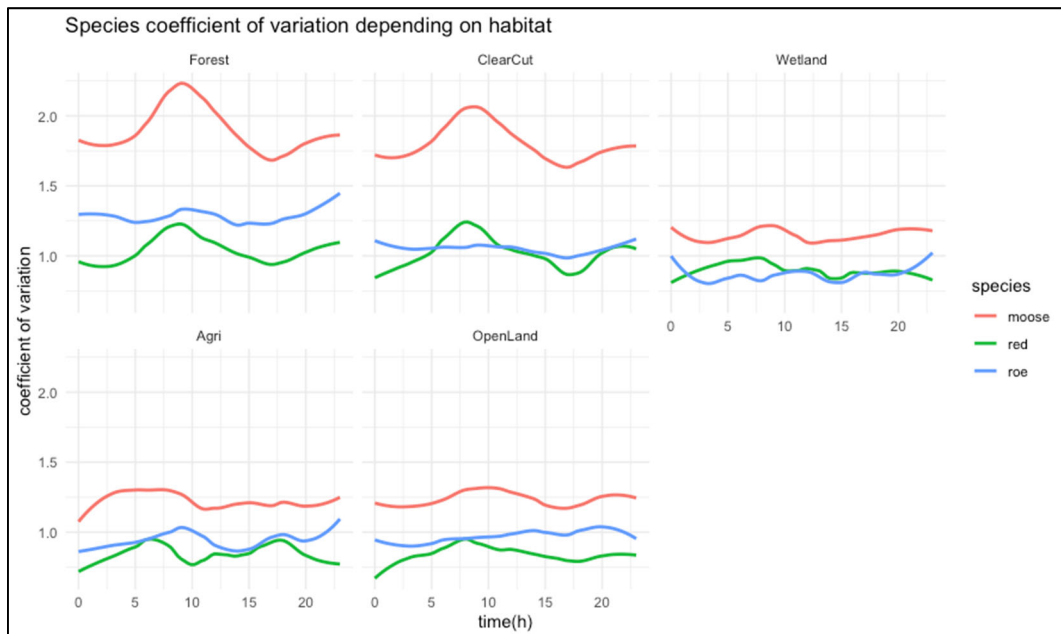 Species coefficient of variation depending on habitat
Forest
ClearCut
Wetland
2.0
1.5
1.0
0 5 10 15 20
Agri
OpenLand
2.0
1.5
1.0
0 5 10 15 20
0 5 10 15 20
coefficient of variation
time(h)
species
moose
red
roe